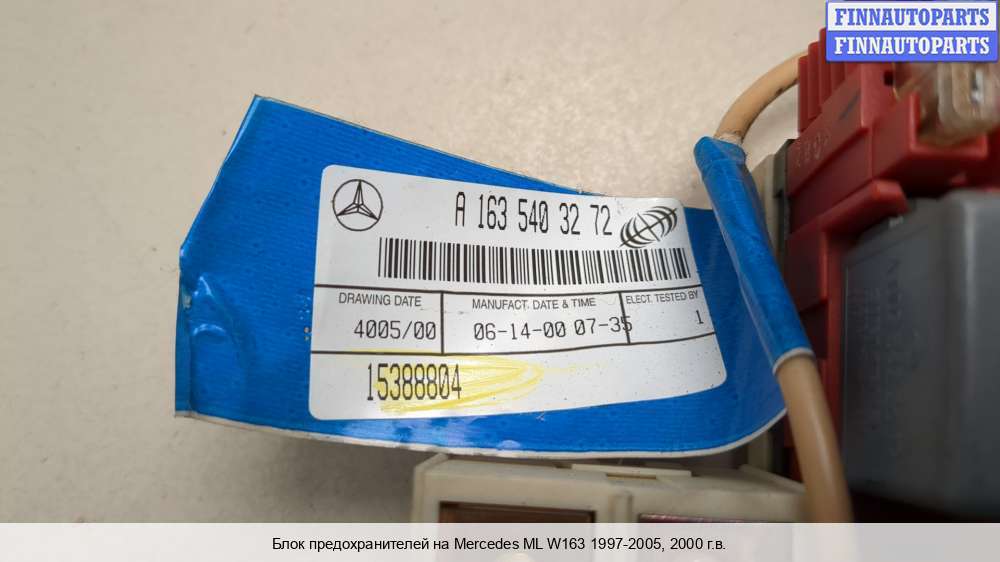 FINNAUTOPARTS
FINNAUTOPARTS
A 163 540 32 72
DRAWING DATE
4005/00
MANUFACT. DATE & TIME
06-14-00 07-35
ELECT. TESTED BY
1
15388804
Блок предохранителей на Mercedes ML W163 1997-2005, 2000 г.в.